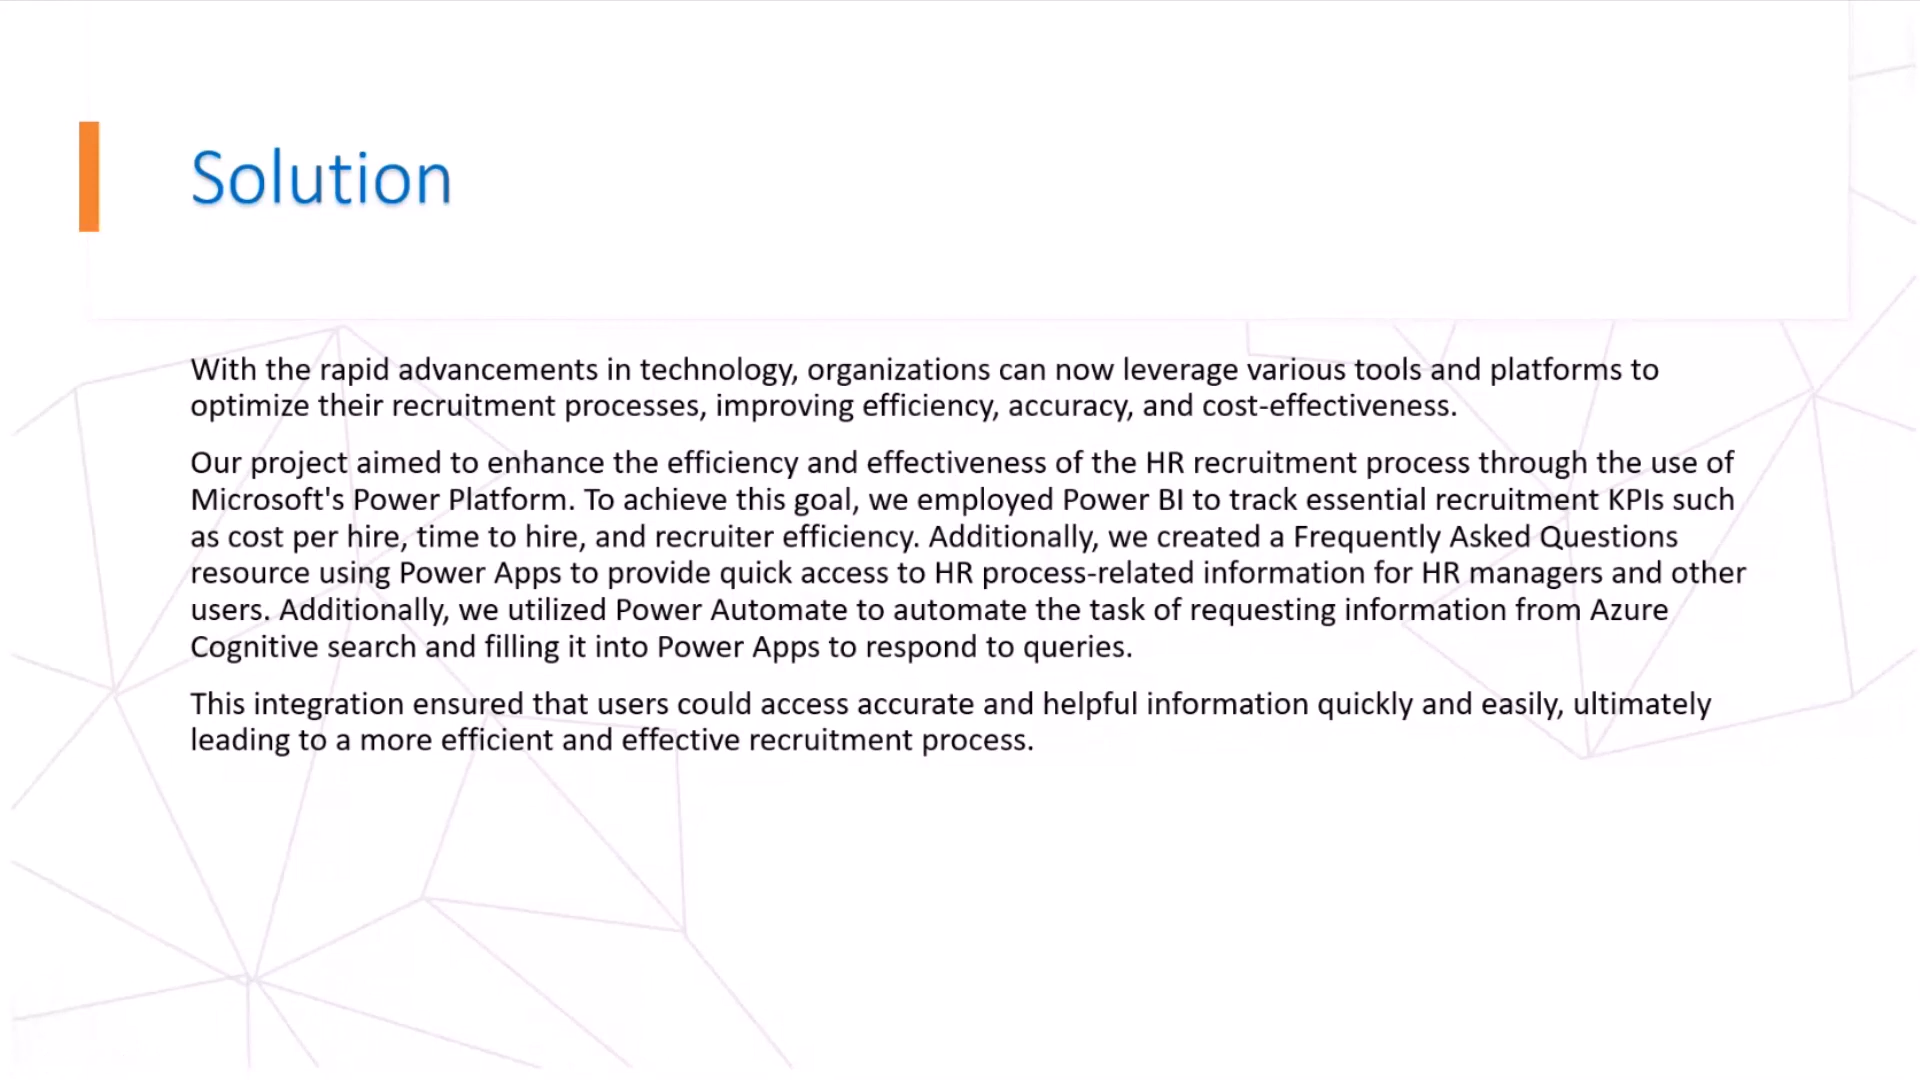 Solution
With the rapid advancements in technology, organizations can now leverage various tools and platforms to
optimize their recruitment processes, improving efficiency, accuracy, and cost-effectiveness.
Our project aimed to enhance the efficiency and effectiveness of the HR recruitment process through the use of
Microsoft's Power Platform. To achieve this goal, we employed Power BI to track essential recruitment KPIs such
as cost per hire, time to hire, and recruiter efficiency. Additionally, we created a Frequently Asked Questions
resource using Power Apps to provide quick access to HR process-related information for HR managers and other
users. Additionally, we utilized Power Automate to automate the task of requesting information from Azure
Cognitive search and filling it into Power Apps to respond to queries.
This integration ensured that users could access accurate and helpful information quickly and easily, ultimately
leading to a more efficient and effective recruitment process.